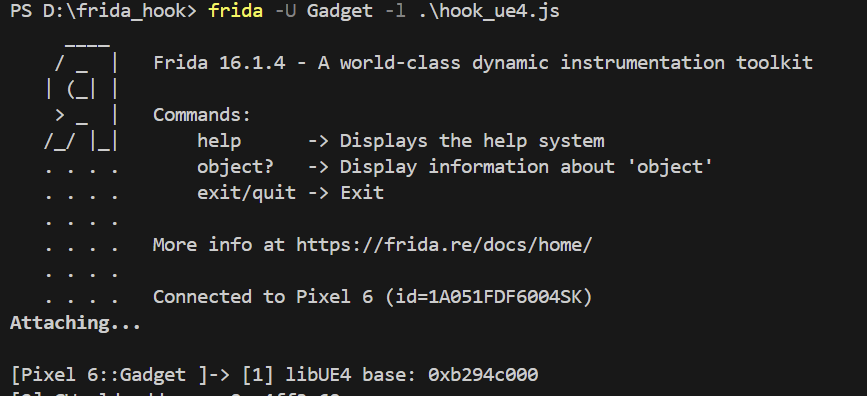 PS D:\frida_hook> frida -U Gadget -l .\hook_ue4.js
     ____
    / _  |   Frida 16.1.4 - A world-class dynamic instrumentation toolkit
   | (_| |
    > _  |   Commands:
   /_/ |_|       help      -> Displays the help system
   . . . .       object?   -> Display information about 'object'
   . . . .       exit/quit -> Exit
   . . . .
   . . . .   More info at https://frida.re/docs/home/
   . . . .
   . . . .   Connected to Pixel 6 (id=1A051FDF6004SK)
Attaching...
[Pixel 6::Gadget ]-> [1] libUE4 base: 0xb294c000